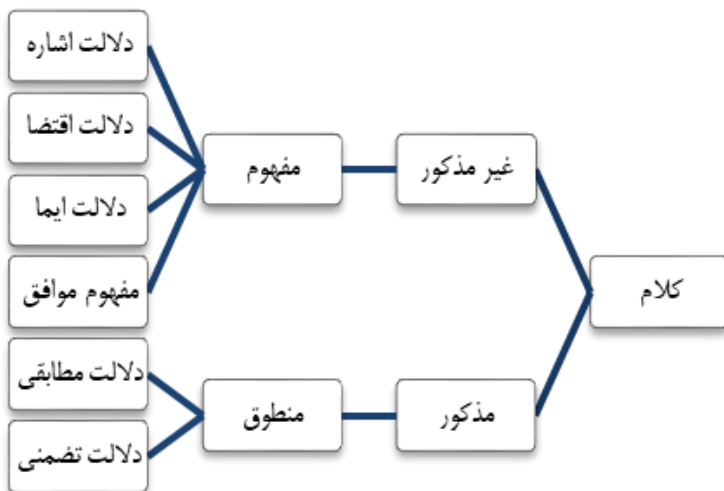 کلام
غیر مذکور
مفهوم
دلالت اشاره
دلالت اقتضا
دلالت ایما
مفهوم موافق
مذکور
منطوق
دلالت مطابقی
دلالت تضمنی